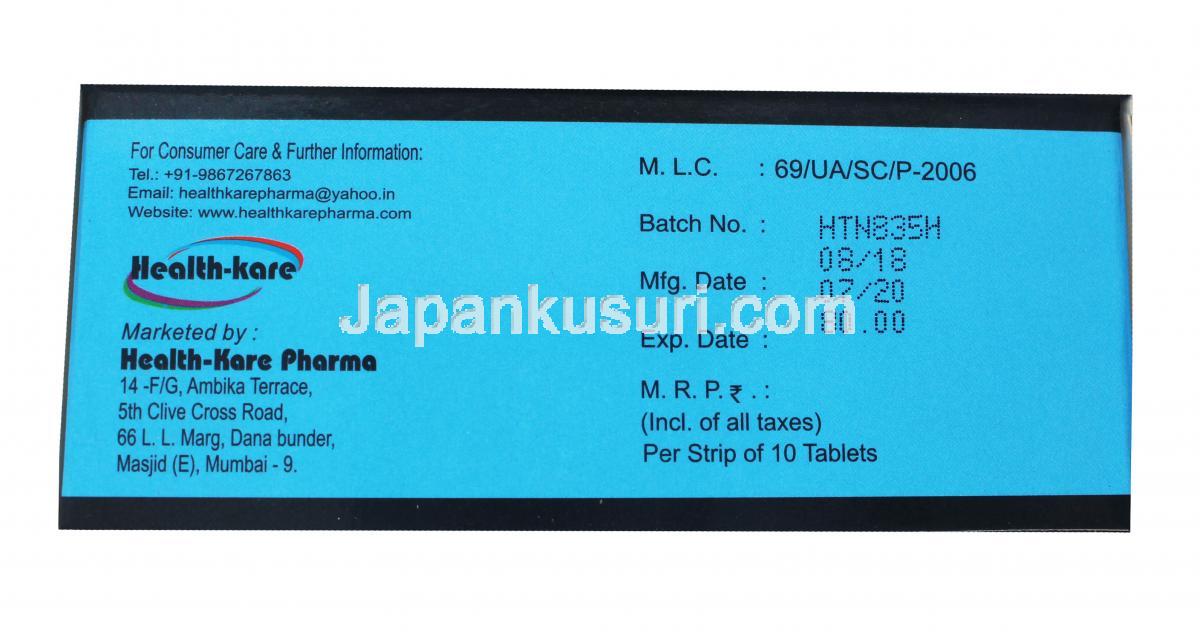 For Consumer Care & Further Information:
Tel.: +91-9867267863
Email: healthkarepharma@yahoo.in
Website: www.healthkarepharma.com
Health-kare
Marketed by :
Health-Kare Pharma
14 -F/G, Ambika Terrace,
5th Clive Cross Road,
66 L. L. Marg, Dana bunder,
Masjid (E), Mumbai - 9.
M. L.C. : 69/UA/SC/P-2006
Batch No. : HTN835H
08/18
Mfg. Date : 07/20
80.00
Exp. Date :
M. R. P. ₹ . :
(Incl. of all taxes)
Per Strip of 10 Tablets
Japankusuri.com